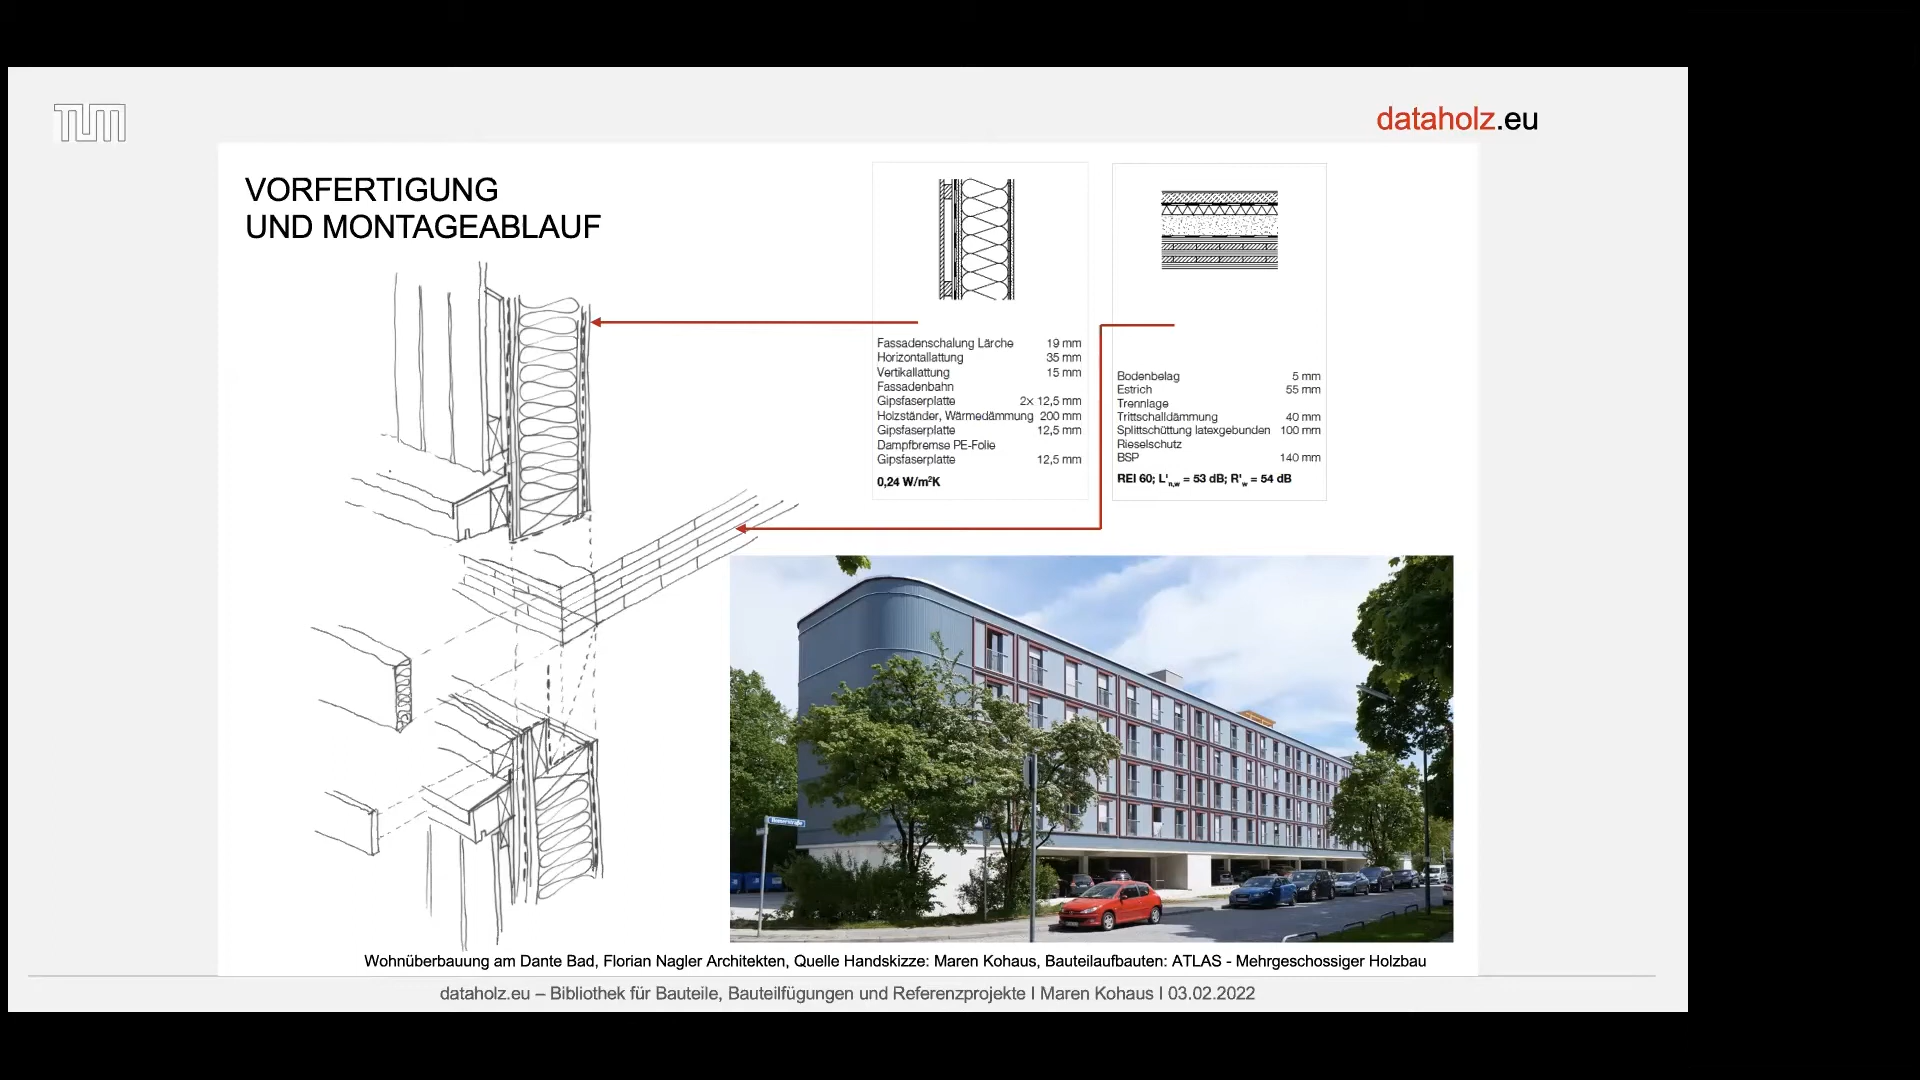 TUM
dataholz.eu
VORFERTIGUNG
UND MONTAGEABLAUF
Fassadenschalung Lärche 19 mm
Horizontallattung 35 mm
Vertikallattung 15 mm
Fassadenbahn
Gipsfaserplatte 2× 12,5 mm
Holzständer, Wärmedämmung 200 mm
Gipsfaserplatte 12,5 mm
Dampfbremse PE-Folie
Gipsfaserplatte 12,5 mm
0,24 W/m²K
Bodenbelag 5 mm
Estrich 55 mm
Trennlage
Trittschalldämmung 40 mm
Splittschüttung latexgebunden 100 mm
Rieselschutz
BSP 140 mm
REI 60; L'n,w = 53 dB; R'w = 54 dB
Wohnüberbauung am Dante Bad, Florian Nagler Architekten, Quelle Handskizze: Maren Kohaus, Bauteilaufbauten: ATLAS - Mehrgeschossiger Holzbau
dataholz.eu – Bibliothek für Bauteile, Bauteilfügungen und Referenzprojekte I Maren Kohaus I 03.02.2022